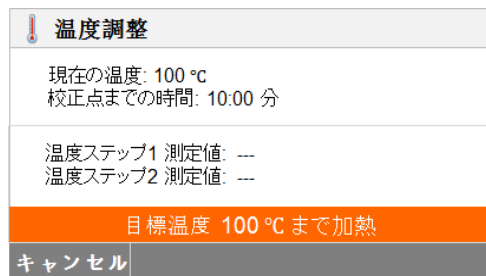 温度調整
現在の温度: 100 ℃
校正点までの時間: 10:00 分
温度ステップ1 測定値: ---
温度ステップ2 測定値: ---
目標温度 100 ℃ まで加熱
キャンセル